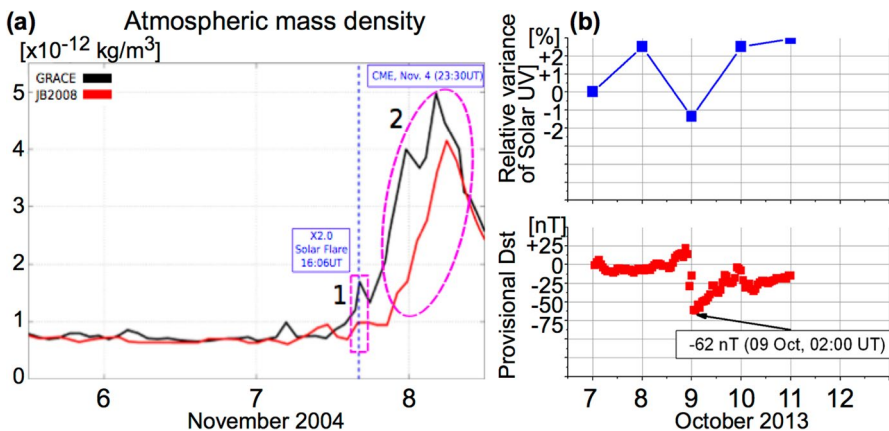 (a) Atmospheric mass density
[x10⁻¹² kg/m³]
GRACE
JB2008
CME, Nov. 4 (23:30UT)
5
4
3
2
1
0
2
X2.0
Solar Flare
16:06UT
1
6 7 8
November 2004
(b)
[%]
+2
+1
0
-1
-2
Relative variance
of Solar UV
[nT]
+25
0
-25
-50
-75
Provisional Dst
-62 nT (09 Oct, 02:00 UT)
7 8 9 10 11 12
October 2013